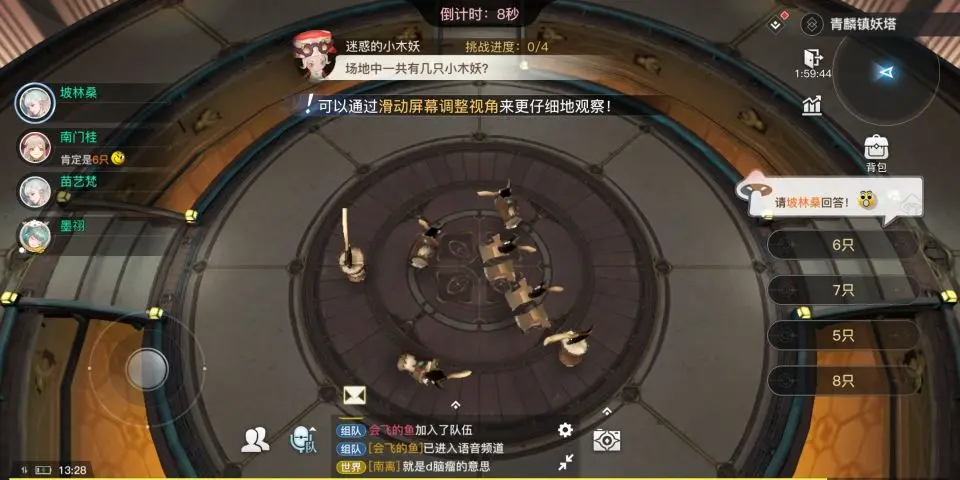 倒计时：8秒
青麟镇妖塔
迷惑的小木妖
挑战进度：0/4
场地中一共有几只小木妖?
1:59:44
可以通过滑动屏幕调整视角来更仔细地观察！
坡林桑
南门桂
肯定是6只
苗艺梵
墨翊
背包
请坡林桑回答！
6只
7只
5只
8只
队
组队 会飞的鱼加入了队伍
组队 [会飞的鱼]已进入语音频道
世界 [南离] 就是d脑瘤的意思
13:28